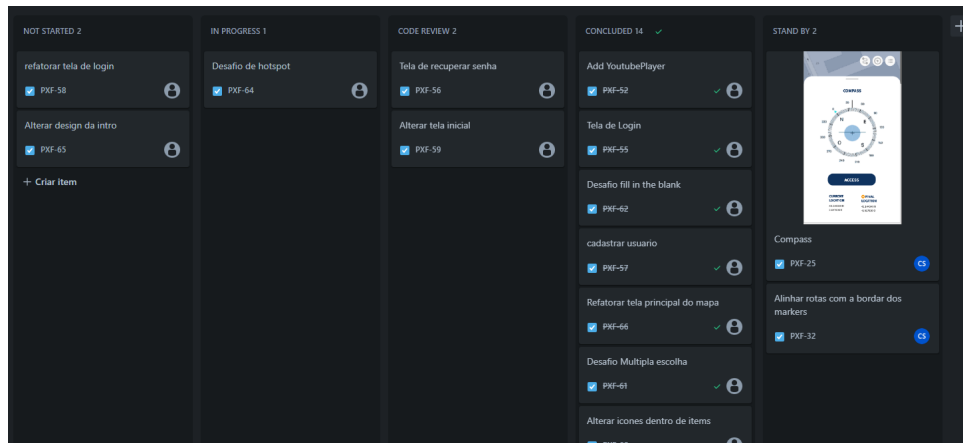 NOT STARTED 2
refatorar tela de login
PXF-58
Alterar design da intro
PXF-65
+ Criar item
IN PROGRESS 1
Desafio de hotspot
PXF-64
CODE REVIEW 2
Tela de recuperar senha
PXF-56
Alterar tela inicial
PXF-59
CONCLUDED 14
Add YoutubePlayer
PXF-52
Tela de Login
PXF-55
Desafio fill in the blank
PXF-62
cadastrar usuario
PXF-57
Refatorar tela principal do mapa
PXF-66
Desafio Multipla escolha
PXF-61
Alterar icones dentro de items
STAND BY 2
COMPASS
N
ACCESS
Compass
PXF-25
CS
Alinhar rotas com a bordar dos
markers
PXF-32
CS